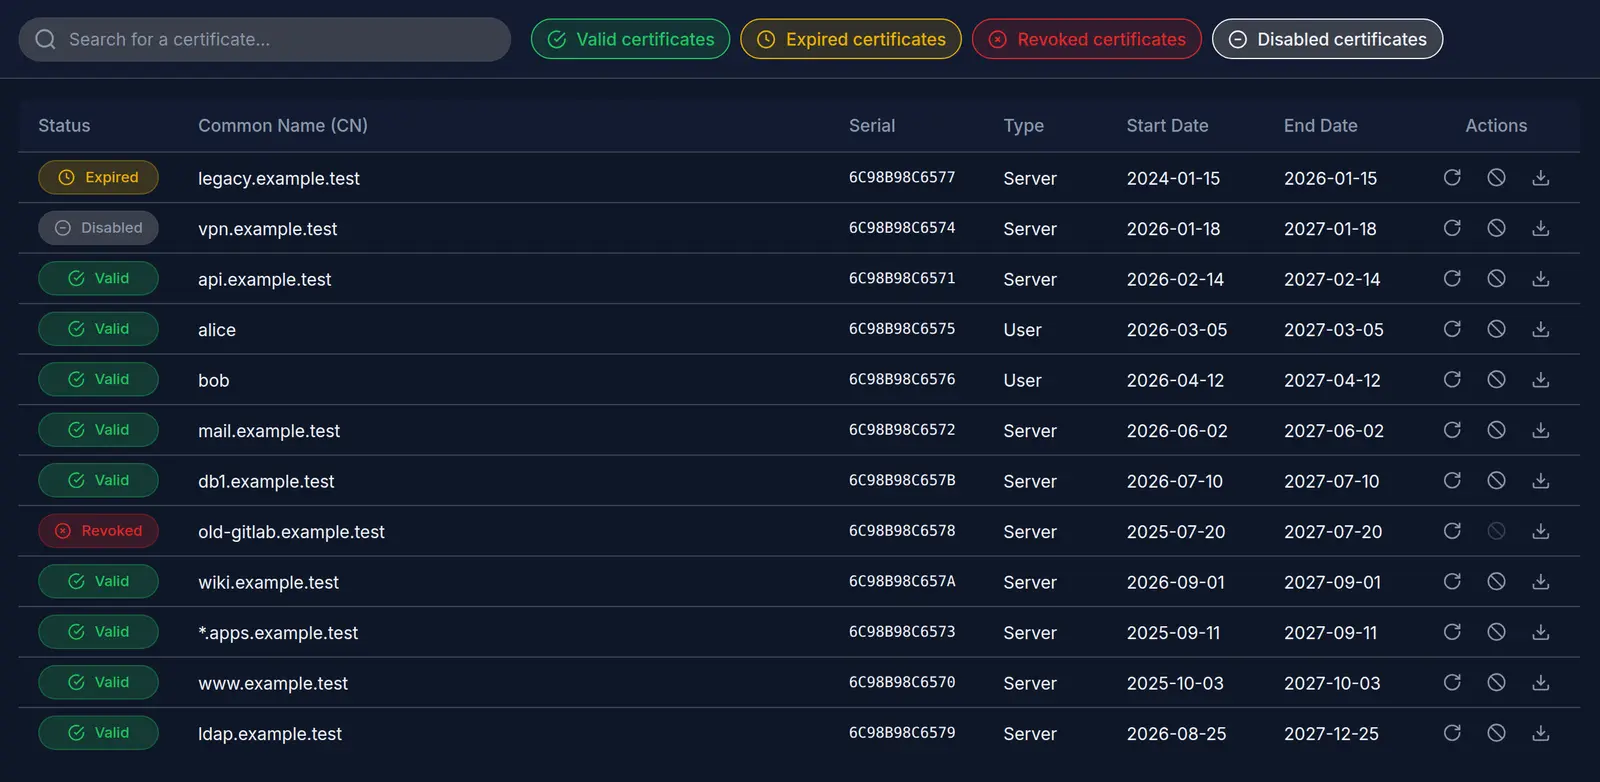 Search for a certificate... Valid certificates Expired certificates Revoked certificates Disabled certificates
Status Common Name (CN) Serial Type Start Date End Date Actions
Expired legacy.example.test 6C98B98C6577 Server 2024-01-15 2026-01-15
Disabled vpn.example.test 6C98B98C6574 Server 2026-01-18 2027-01-18
Valid api.example.test 6C98B98C6571 Server 2026-02-14 2027-02-14
Valid alice 6C98B98C6575 User 2026-03-05 2027-03-05
Valid bob 6C98B98C6576 User 2026-04-12 2027-04-12
Valid mail.example.test 6C98B98C6572 Server 2026-06-02 2027-06-02
Valid db1.example.test 6C98B98C657B Server 2026-07-10 2027-07-10
Revoked old-gitlab.example.test 6C98B98C6578 Server 2025-07-20 2027-07-20
Valid wiki.example.test 6C98B98C657A Server 2026-09-01 2027-09-01
Valid *.apps.example.test 6C98B98C6573 Server 2025-09-11 2027-09-11
Valid www.example.test 6C98B98C6570 Server 2025-10-03 2027-10-03
Valid ldap.example.test 6C98B98C6579 Server 2026-08-25 2027-12-25